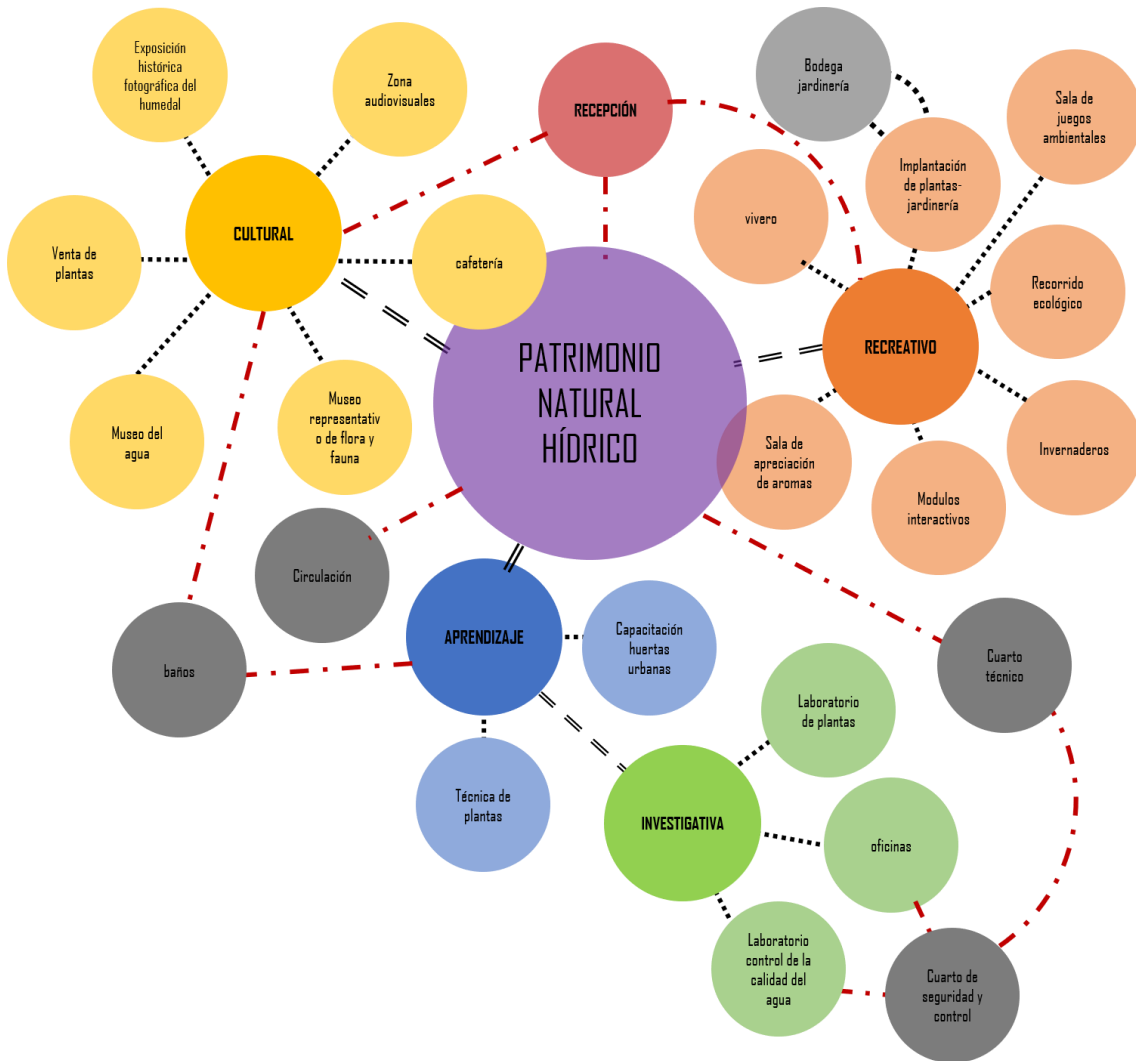 Exposición
histórica
fotográfica del
humedal
Zona
audiovisuales
RECEPCIÓN
Bodega
jardinería
Sala de
juegos
ambientales
Implantación
de plantas-
jardinería
vivero
CULTURAL
Venta de
plantas
cafetería
Recorrido
ecológico
RECREATIVO
PATRIMONIO
NATURAL
HÍDRICO
Museo
representativ
o de flora y
fauna
Museo del
agua
Sala de
apreciación
de aromas
Invernaderos
Modulos
interactivos
Circulación
APRENDIZAJE
Capacitación
huertas
urbanas
baños
Cuarto
técnico
Laboratorio
de plantas
Técnica de
plantas
INVESTIGATIVA
oficinas
Laboratorio
control de la
calidad del
agua
Cuarto de
seguridad y
control